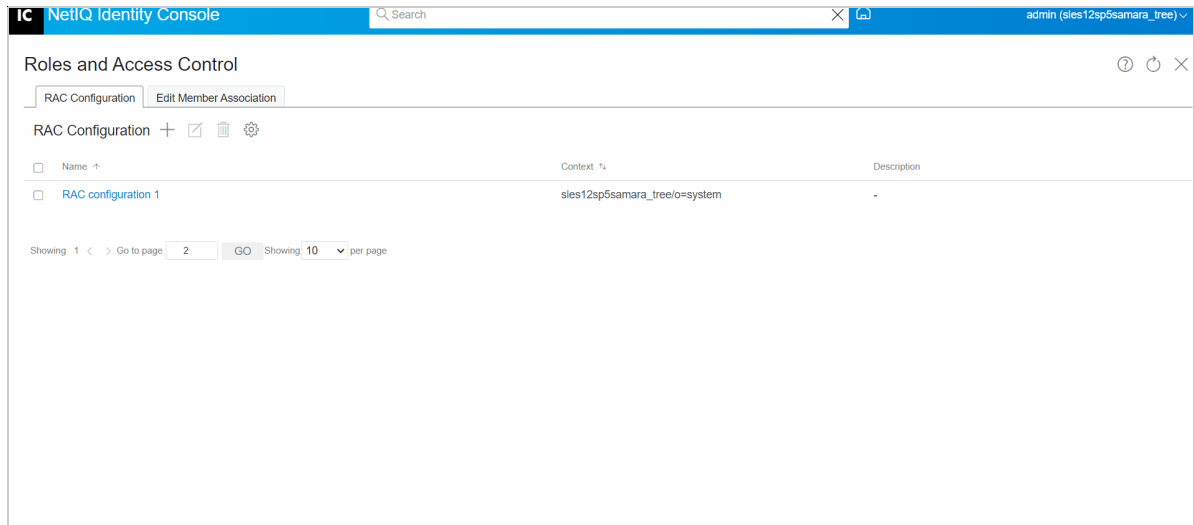 IC NetIQ Identity Console Search admin (sles12sp5samara_tree)
Roles and Access Control
RAC Configuration Edit Member Association
RAC Configuration
Name Context Description
RAC configuration 1 sles12sp5samara_tree/o=system -
Showing 1 < > Go to page 2 GO Showing 10 per page